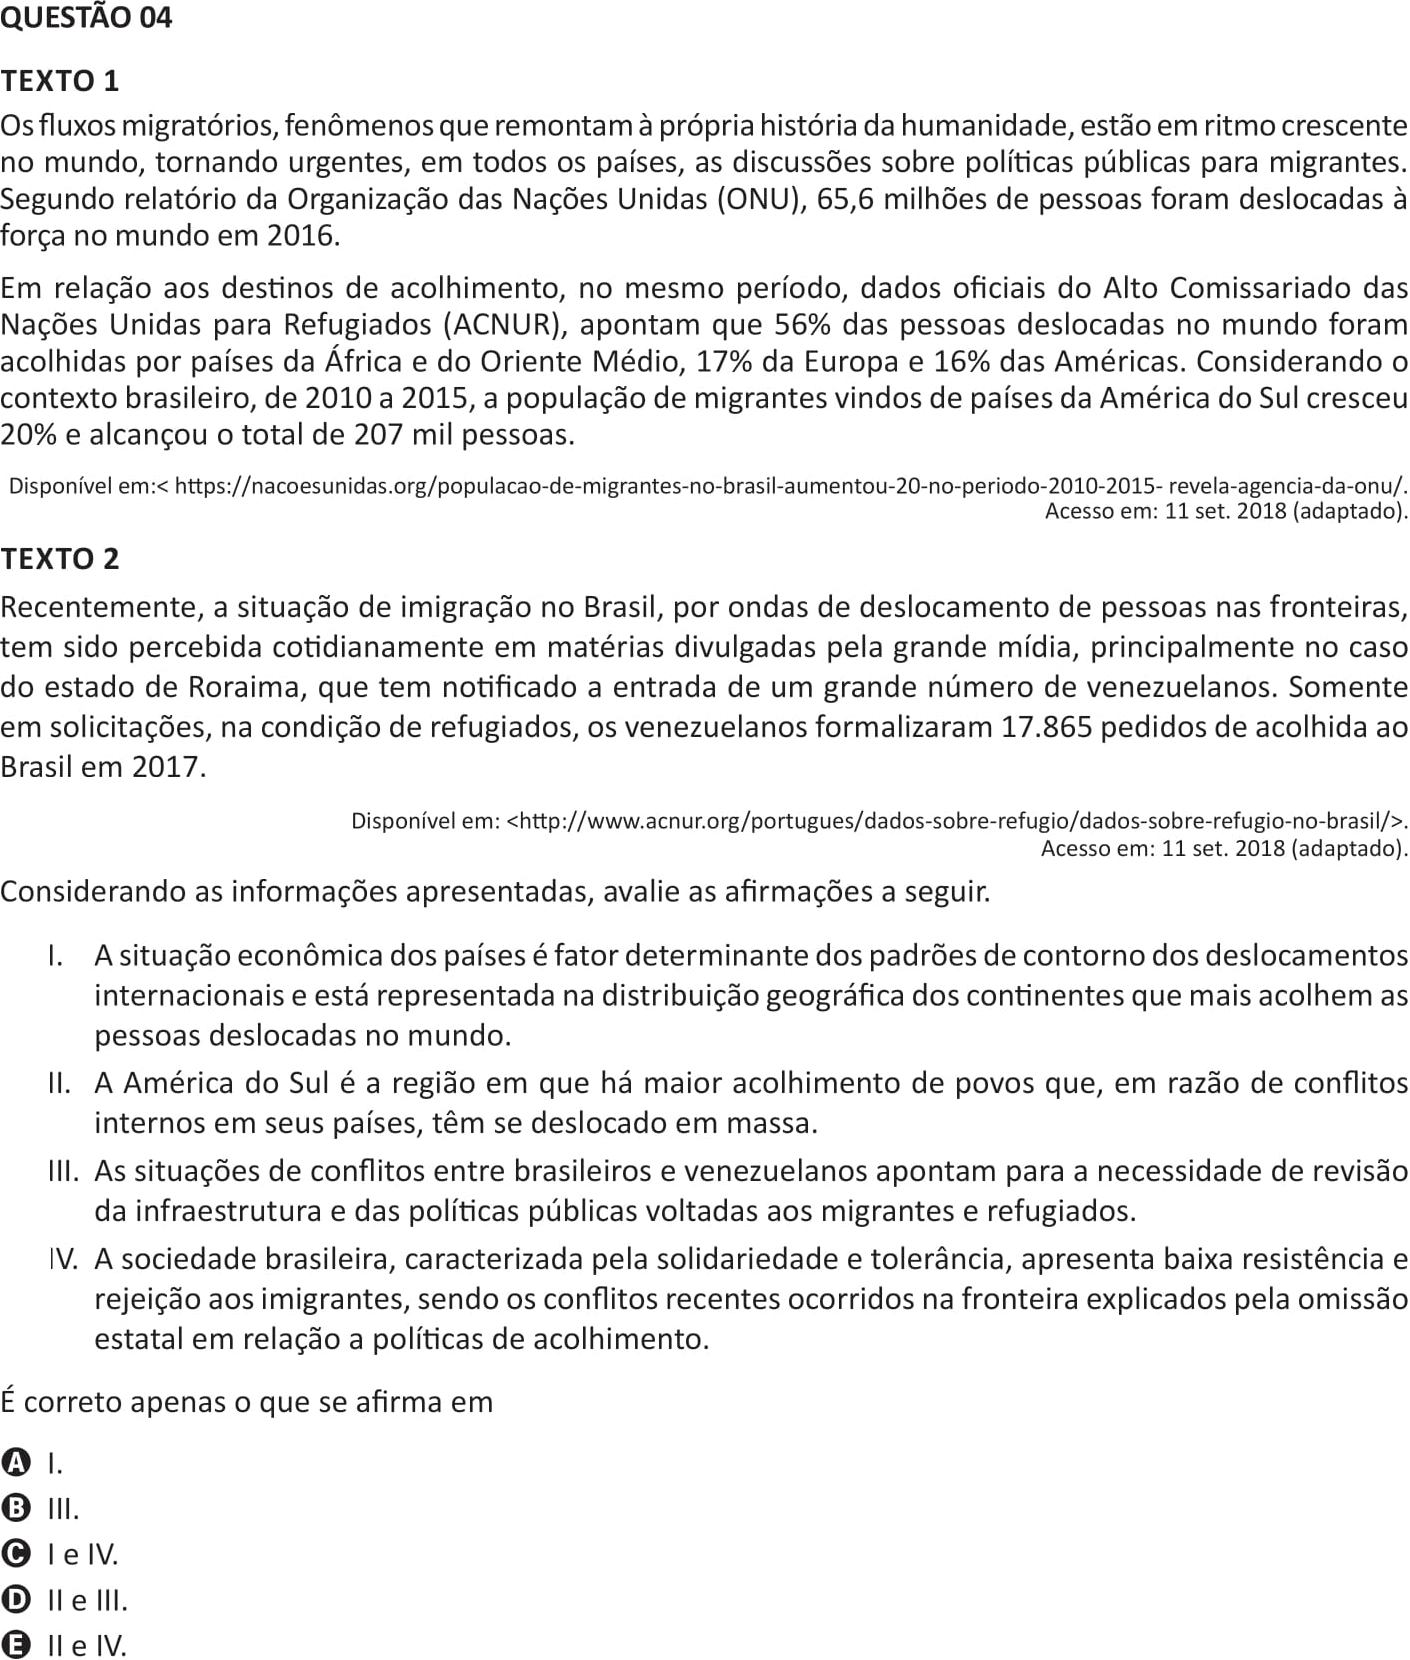 QUESTÃO 04
TEXTO 1
Os fluxos migratórios, fenômenos que remontam à própria história da humanidade, estão em ritmo crescente
no mundo, tornando urgentes, em todos os países, as discussões sobre políticas públicas para migrantes.
Segundo relatório da Organização das Nações Unidas (ONU), 65,6 milhões de pessoas foram deslocadas à
força no mundo em 2016.
Em relação aos destinos de acolhimento, no mesmo período, dados oficiais do Alto Comissariado das
Nações Unidas para Refugiados (ACNUR), apontam que 56% das pessoas deslocadas no mundo foram
acolhidas por países da África e do Oriente Médio, 17% da Europa e 16% das Américas. Considerando o
contexto brasileiro, de 2010 a 2015, a população de migrantes vindos de países da América do Sul cresceu
20% e alcançou o total de 207 mil pessoas.
Disponível em:< https://nacoesunidas.org/populacao-de-migrantes-no-brasil-aumentou-20-no-periodo-2010-2015- revela-agencia-da-onu/.
Acesso em: 11 set. 2018 (adaptado).
TEXTO 2
Recentemente, a situação de imigração no Brasil, por ondas de deslocamento de pessoas nas fronteiras,
tem sido percebida cotidianamente em matérias divulgadas pela grande mídia, principalmente no caso
do estado de Roraima, que tem notificado a entrada de um grande número de venezuelanos. Somente
em solicitações, na condição de refugiados, os venezuelanos formalizaram 17.865 pedidos de acolhida ao
Brasil em 2017.
Disponível em: <http://www.acnur.org/portugues/dados-sobre-refugio/dados-sobre-refugio-no-brasil/>.
Acesso em: 11 set. 2018 (adaptado).
Considerando as informações apresentadas, avalie as afirmações a seguir.
I. A situação econômica dos países é fator determinante dos padrões de contorno dos deslocamentos
internacionais e está representada na distribuição geográfica dos continentes que mais acolhem as
pessoas deslocadas no mundo.
II. A América do Sul é a região em que há maior acolhimento de povos que, em razão de conflitos
internos em seus países, têm se deslocado em massa.
III. As situações de conflitos entre brasileiros e venezuelanos apontam para a necessidade de revisão
da infraestrutura e das políticas públicas voltadas aos migrantes e refugiados.
IV. A sociedade brasileira, caracterizada pela solidariedade e tolerância, apresenta baixa resistência e
rejeição aos imigrantes, sendo os conflitos recentes ocorridos na fronteira explicados pela omissão
estatal em relação a políticas de acolhimento.
É correto apenas o que se afirma em
A I.
B III.
C I e IV.
D II e III.
E II e IV.